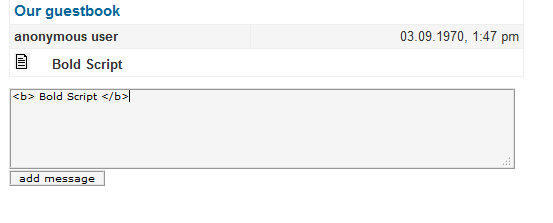 Our guestbook
anonymous user 03.09.1970, 1:47 pm
Bold Script
<b> Bold Script </b>
add message